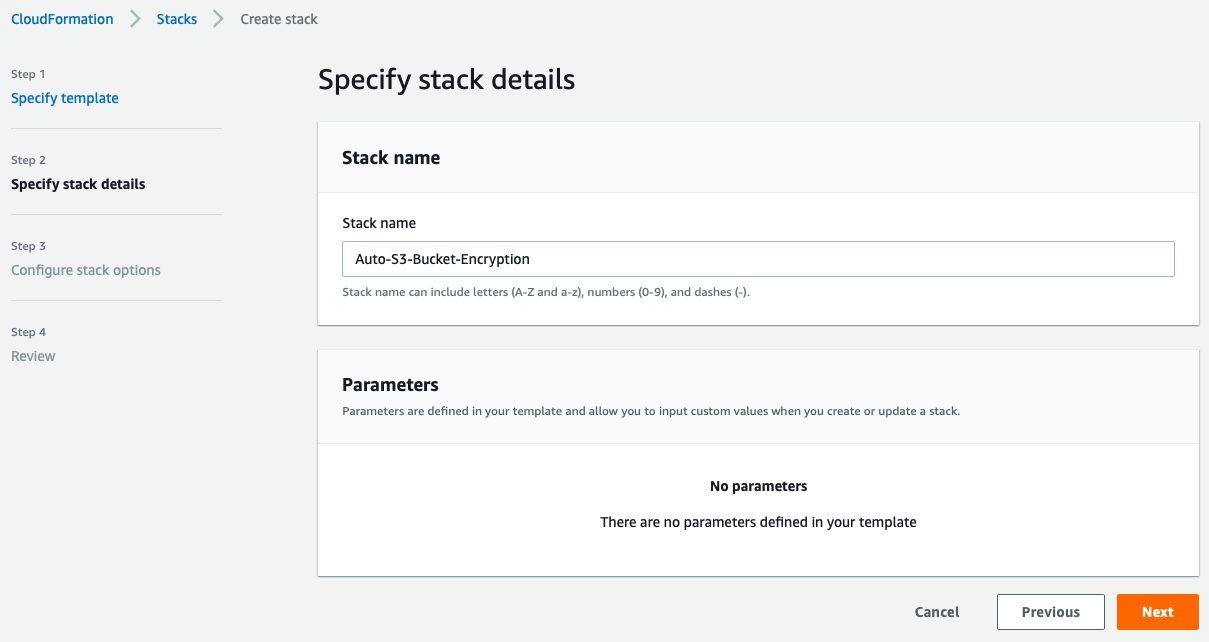 CloudFormation > Stacks > Create stack
Step 1
Specify template
Step 2
Specify stack details
Step 3
Configure stack options
Step 4
Review
Specify stack details
Stack name
Stack name
Auto-S3-Bucket-Encryption
Stack name can include letters (A-Z and a-z), numbers (0-9), and dashes (-).
Parameters
Parameters are defined in your template and allow you to input custom values when you create or update a stack.
No parameters
There are no parameters defined in your template
Cancel Previous Next